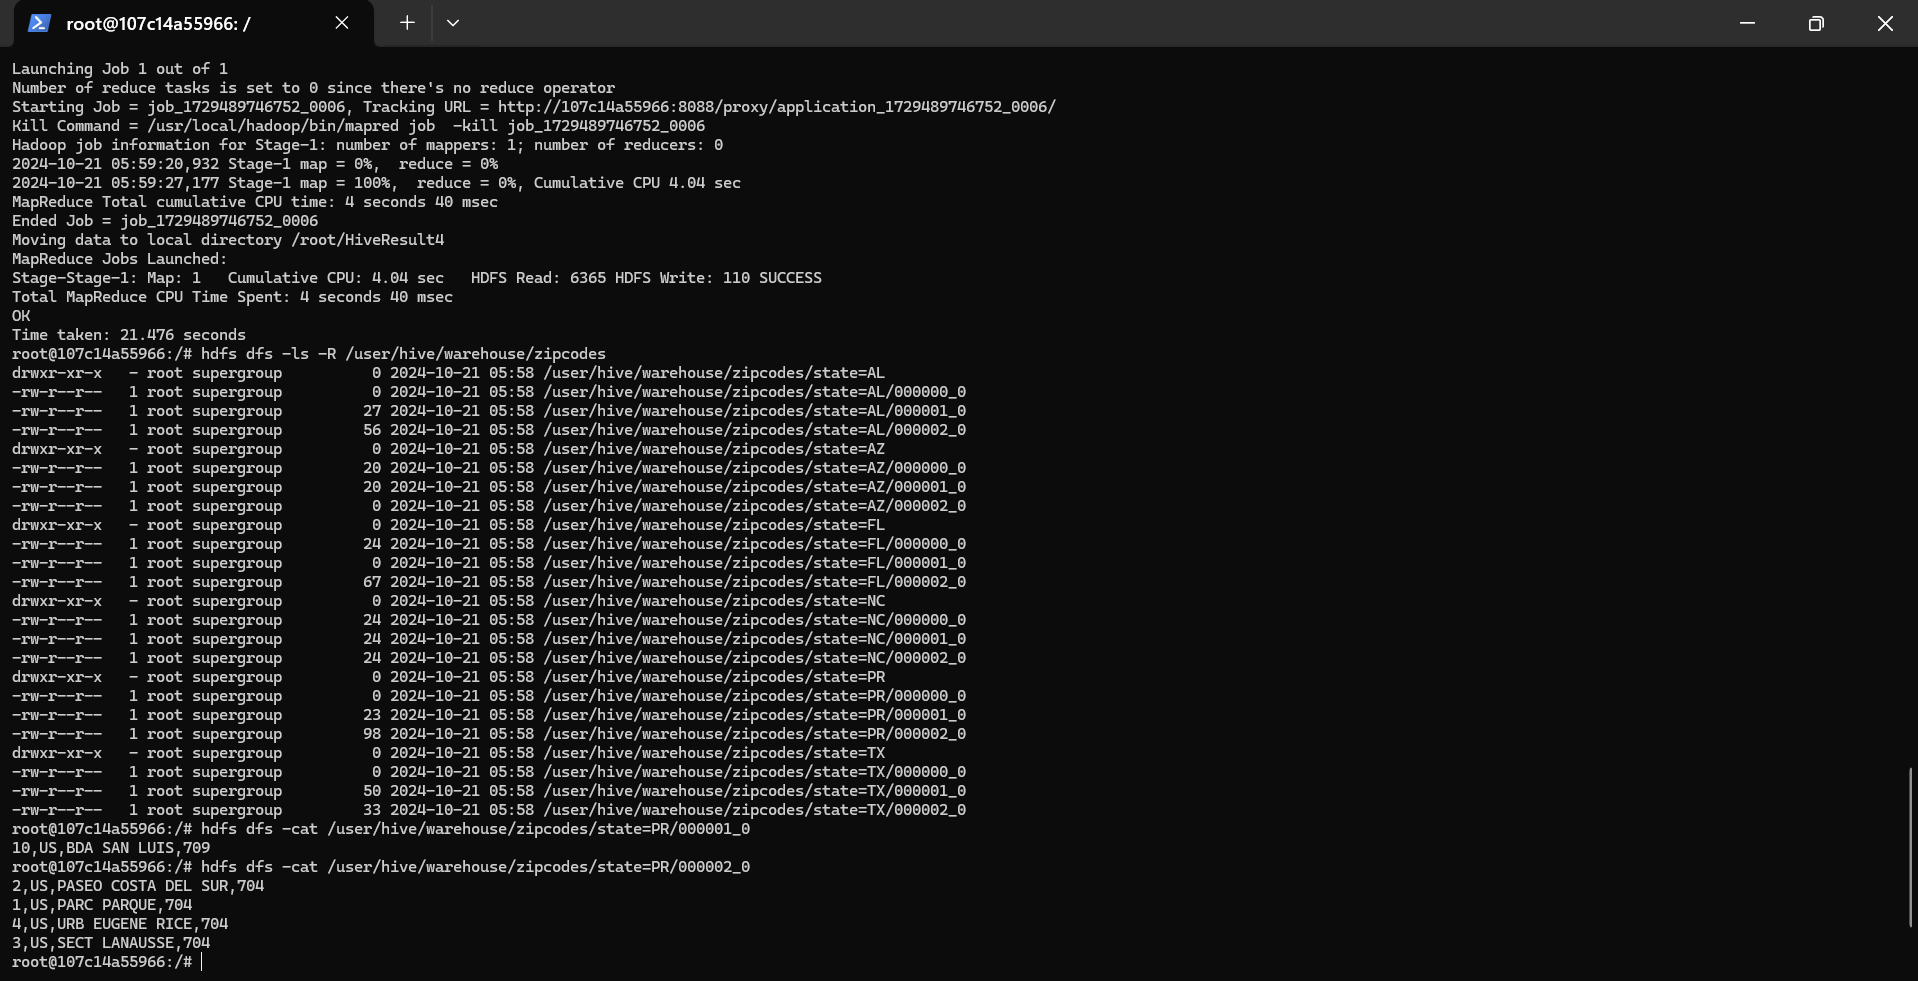 root@107c14a55966: /
Launching Job 1 out of 1
Number of reduce tasks is set to 0 since there's no reduce operator
Starting Job = job_1729489746752_0006, Tracking URL = http://107c14a55966:8088/proxy/application_1729489746752_0006/
Kill Command = /usr/local/hadoop/bin/mapred job  -kill job_1729489746752_0006
Hadoop job information for Stage-1: number of mappers: 1; number of reducers: 0
2024-10-21 05:59:20,932 Stage-1 map = 0%,  reduce = 0%
2024-10-21 05:59:27,177 Stage-1 map = 100%,  reduce = 0%, Cumulative CPU 4.04 sec
MapReduce Total cumulative CPU time: 4 seconds 40 msec
Ended Job = job_1729489746752_0006
Moving data to local directory /root/HiveResult4
MapReduce Jobs Launched:
Stage-Stage-1: Map: 1   Cumulative CPU: 4.04 sec   HDFS Read: 6365 HDFS Write: 110 SUCCESS
Total MapReduce CPU Time Spent: 4 seconds 40 msec
OK
Time taken: 21.476 seconds
root@107c14a55966:/# hdfs dfs -ls -R /user/hive/warehouse/zipcodes
drwxr-xr-x   - root supergroup          0 2024-10-21 05:58 /user/hive/warehouse/zipcodes/state=AL
-rw-r--r--   1 root supergroup          0 2024-10-21 05:58 /user/hive/warehouse/zipcodes/state=AL/000000_0
-rw-r--r--   1 root supergroup         27 2024-10-21 05:58 /user/hive/warehouse/zipcodes/state=AL/000001_0
-rw-r--r--   1 root supergroup         56 2024-10-21 05:58 /user/hive/warehouse/zipcodes/state=AL/000002_0
drwxr-xr-x   - root supergroup          0 2024-10-21 05:58 /user/hive/warehouse/zipcodes/state=AZ
-rw-r--r--   1 root supergroup         20 2024-10-21 05:58 /user/hive/warehouse/zipcodes/state=AZ/000000_0
-rw-r--r--   1 root supergroup         20 2024-10-21 05:58 /user/hive/warehouse/zipcodes/state=AZ/000001_0
-rw-r--r--   1 root supergroup          0 2024-10-21 05:58 /user/hive/warehouse/zipcodes/state=AZ/000002_0
drwxr-xr-x   - root supergroup          0 2024-10-21 05:58 /user/hive/warehouse/zipcodes/state=FL
-rw-r--r--   1 root supergroup         24 2024-10-21 05:58 /user/hive/warehouse/zipcodes/state=FL/000000_0
-rw-r--r--   1 root supergroup          0 2024-10-21 05:58 /user/hive/warehouse/zipcodes/state=FL/000001_0
-rw-r--r--   1 root supergroup         67 2024-10-21 05:58 /user/hive/warehouse/zipcodes/state=FL/000002_0
drwxr-xr-x   - root supergroup          0 2024-10-21 05:58 /user/hive/warehouse/zipcodes/state=NC
-rw-r--r--   1 root supergroup         24 2024-10-21 05:58 /user/hive/warehouse/zipcodes/state=NC/000000_0
-rw-r--r--   1 root supergroup         24 2024-10-21 05:58 /user/hive/warehouse/zipcodes/state=NC/000001_0
-rw-r--r--   1 root supergroup         24 2024-10-21 05:58 /user/hive/warehouse/zipcodes/state=NC/000002_0
drwxr-xr-x   - root supergroup          0 2024-10-21 05:58 /user/hive/warehouse/zipcodes/state=PR
-rw-r--r--   1 root supergroup          0 2024-10-21 05:58 /user/hive/warehouse/zipcodes/state=PR/000000_0
-rw-r--r--   1 root supergroup         23 2024-10-21 05:58 /user/hive/warehouse/zipcodes/state=PR/000001_0
-rw-r--r--   1 root supergroup         98 2024-10-21 05:58 /user/hive/warehouse/zipcodes/state=PR/000002_0
drwxr-xr-x   - root supergroup          0 2024-10-21 05:58 /user/hive/warehouse/zipcodes/state=TX
-rw-r--r--   1 root supergroup          0 2024-10-21 05:58 /user/hive/warehouse/zipcodes/state=TX/000000_0
-rw-r--r--   1 root supergroup         50 2024-10-21 05:58 /user/hive/warehouse/zipcodes/state=TX/000001_0
-rw-r--r--   1 root supergroup         33 2024-10-21 05:58 /user/hive/warehouse/zipcodes/state=TX/000002_0
root@107c14a55966:/# hdfs dfs -cat /user/hive/warehouse/zipcodes/state=PR/000001_0
10,US,BDA SAN LUIS,709
root@107c14a55966:/# hdfs dfs -cat /user/hive/warehouse/zipcodes/state=PR/000002_0
2,US,PASEO COSTA DEL SUR,704
1,US,PARC PARQUE,704
4,US,URB EUGENE RICE,704
3,US,SECT LANAUSSE,704
root@107c14a55966:/#